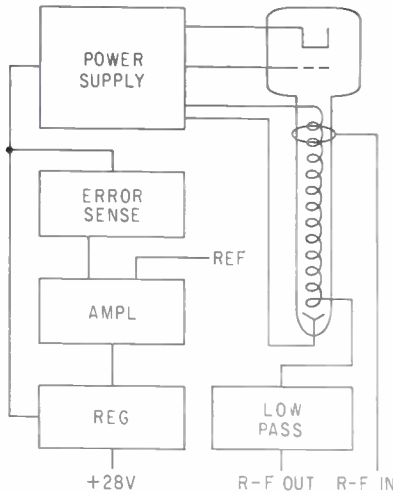 POWER
SUPPLY
ERROR
SENSE
REF
AMPL
REG
LOW
PASS
+28V
R-F OUT
R-F IN